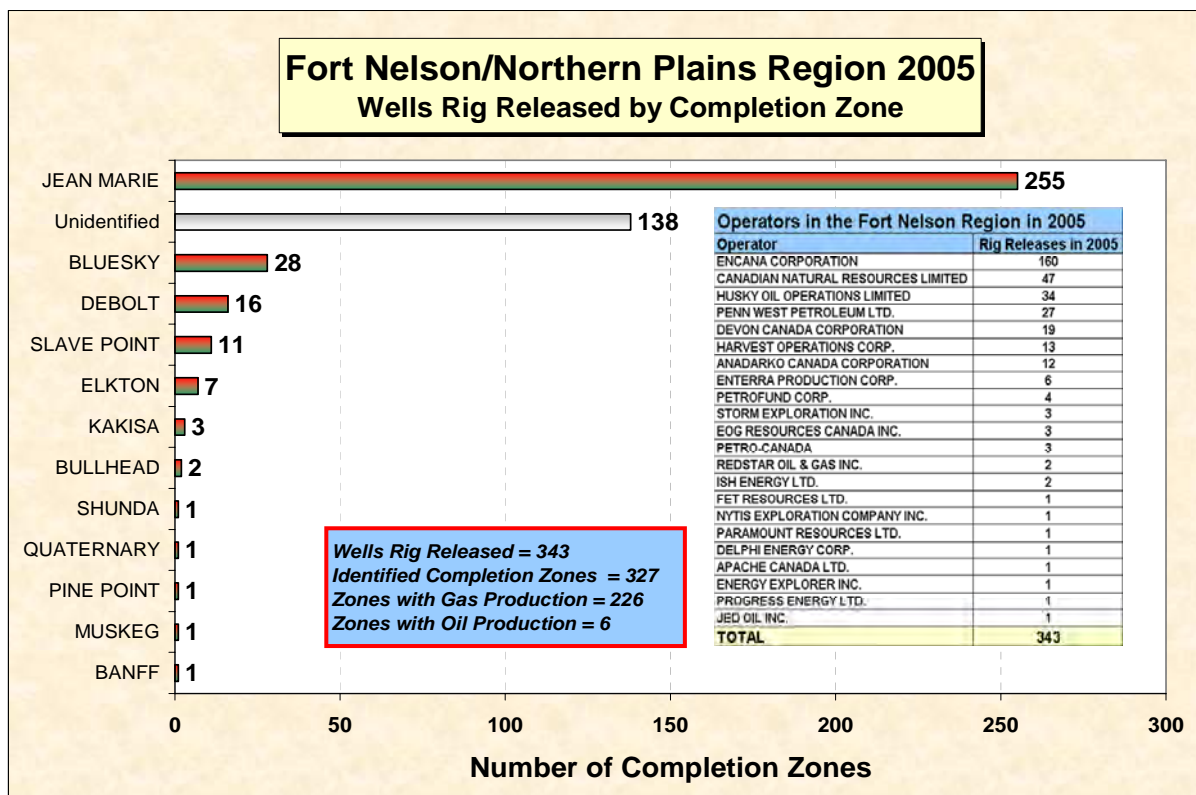 Fort Nelson/Northern Plains Region 2005
Wells Rig Released by Completion Zone
0 50 100 150 200 250 300
JEAN MARIE 255
Unidentified 138
BLUESKY 28
DEBOLT 16
SLAVE POINT 11
ELKTON 7
KAKISA 3
BULLHEAD 2
SHUNDA 1
QUATERNARY 1
PINE POINT 1
MUSKEG 1
BANFF 1
Operators in the Fort Nelson Region in 2005
Operator Rig Releases in 2005
ENCANA CORPORATION 160
CANADIAN NATURAL RESOURCES LIMITED 47
HUSKY OIL OPERATIONS LIMITED 34
PENN WEST PETROLEUM LTD. 27
DEVON CANADA CORPORATION 19
HARVEST OPERATIONS CORP. 13
ANADARKO CANADA CORPORATION 12
ENTERRA PRODUCTION CORP. 6
PETROFUND CORP. 4
STORM EXPLORATION INC. 3
EOG RESOURCES CANADA INC. 3
PETRO-CANADA 3
REDSTAR OIL & GAS INC. 2
ISH ENERGY LTD. 2
FET RESOURCES LTD. 1
NYTIS EXPLORATION COMPANY INC. 1
PARAMOUNT RESOURCES LTD. 1
DELPHI ENERGY CORP. 1
APACHE CANADA LTD. 1
ENERGY EXPLORER INC. 1
PROGRESS ENERGY LTD. 1
JED OIL INC. 1
TOTAL 343
Wells Rig Released = 343
Identified Completion Zones = 327
Zones with Gas Production = 226
Zones with Oil Production = 6
0 50 100 150 200 250 300
Number of Completion Zones